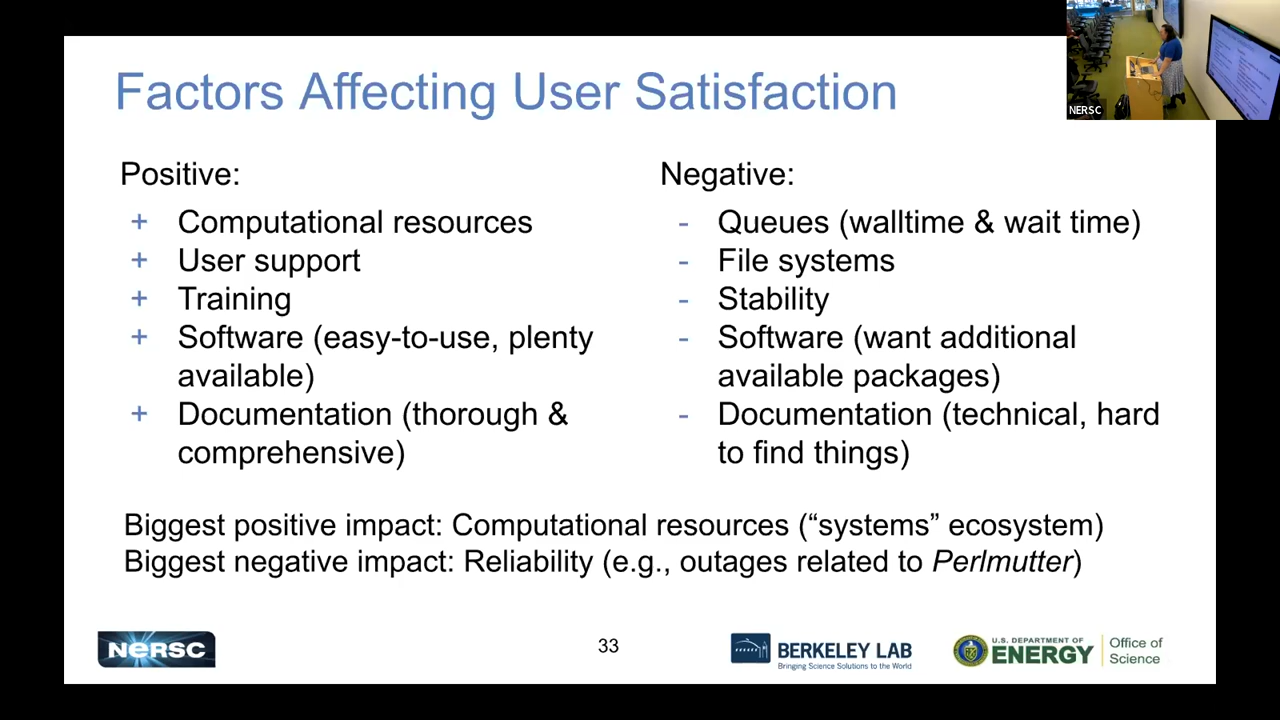 Factors Affecting User Satisfaction
NERSC
Positive:
+ Computational resources
+ User support
+ Training
+ Software (easy-to-use, plenty
available)
+ Documentation (thorough &
comprehensive)
Negative:
- Queues (walltime & wait time)
- File systems
- Stability
- Software (want additional
available packages)
- Documentation (technical, hard
to find things)
Biggest positive impact: Computational resources (“systems” ecosystem)
Biggest negative impact: Reliability (e.g., outages related to Perlmutter)
NERSC
33
BERKELEY LAB
Bringing Science Solutions to the World
U.S. DEPARTMENT OF
ENERGY
Office of
Science